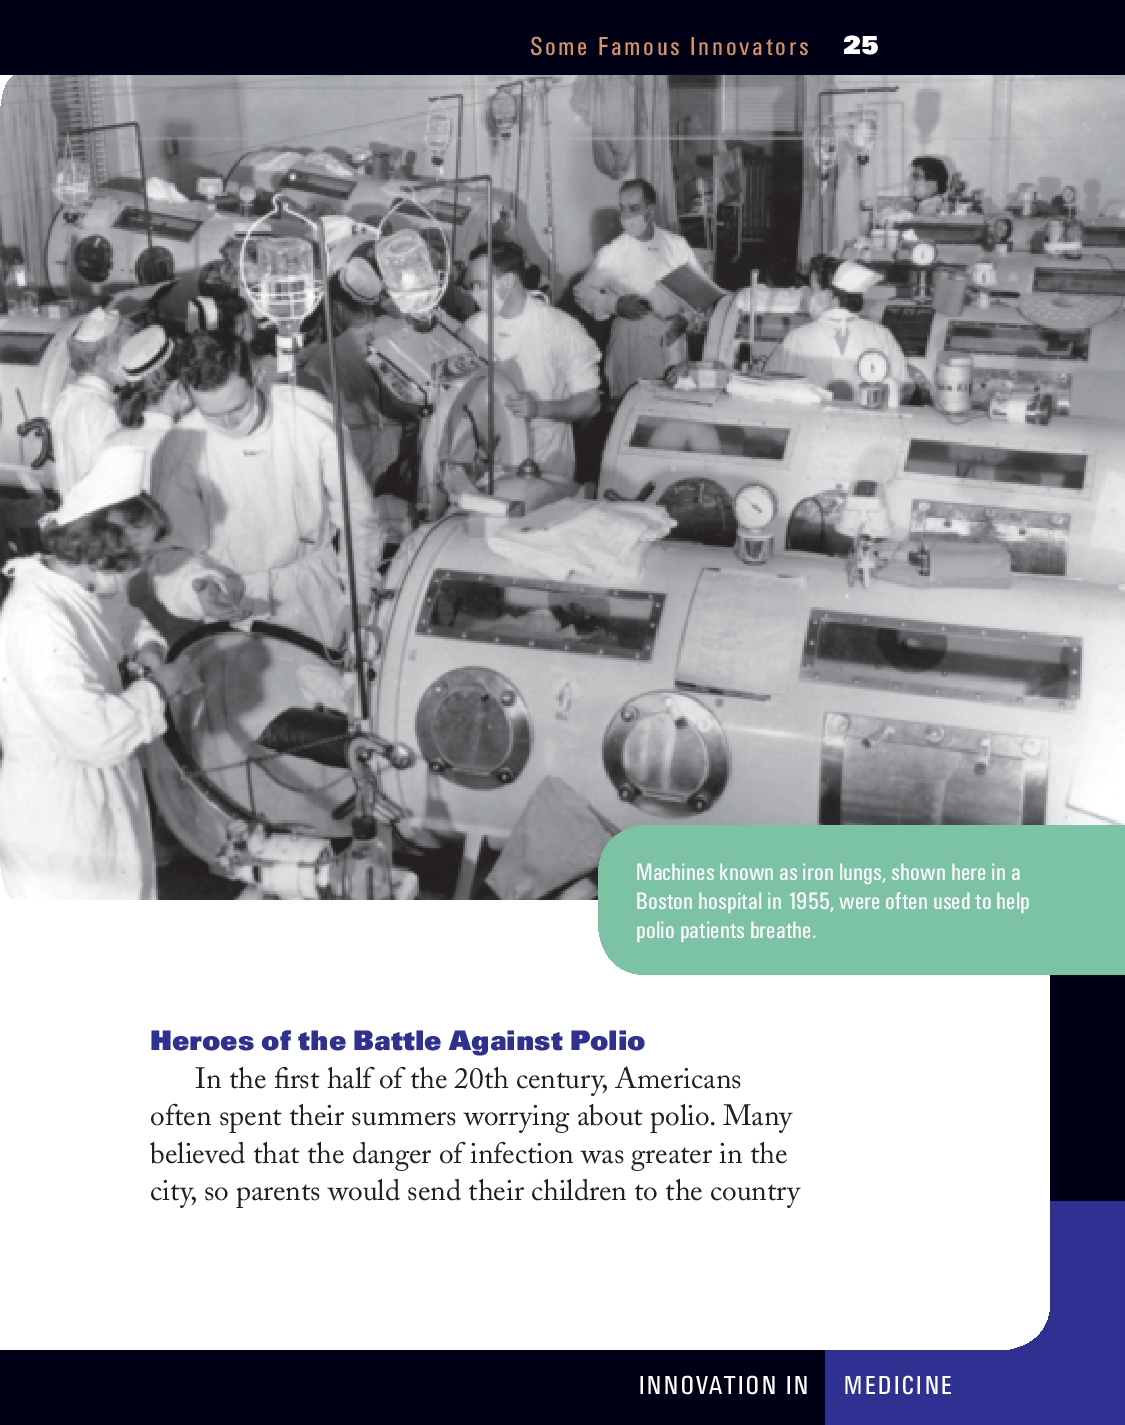 Some Famous Innovators 25
Machines known as iron lungs, shown here in a
Boston hospital in 1955, were often used to help
polio patients breathe.
Heroes of the Battle Against Polio
In the first half of the 20th century, Americans
often spent their summers worrying about polio. Many
believed that the danger of infection was greater in the
city, so parents would send their children to the country
INNOVATION IN MEDICINE